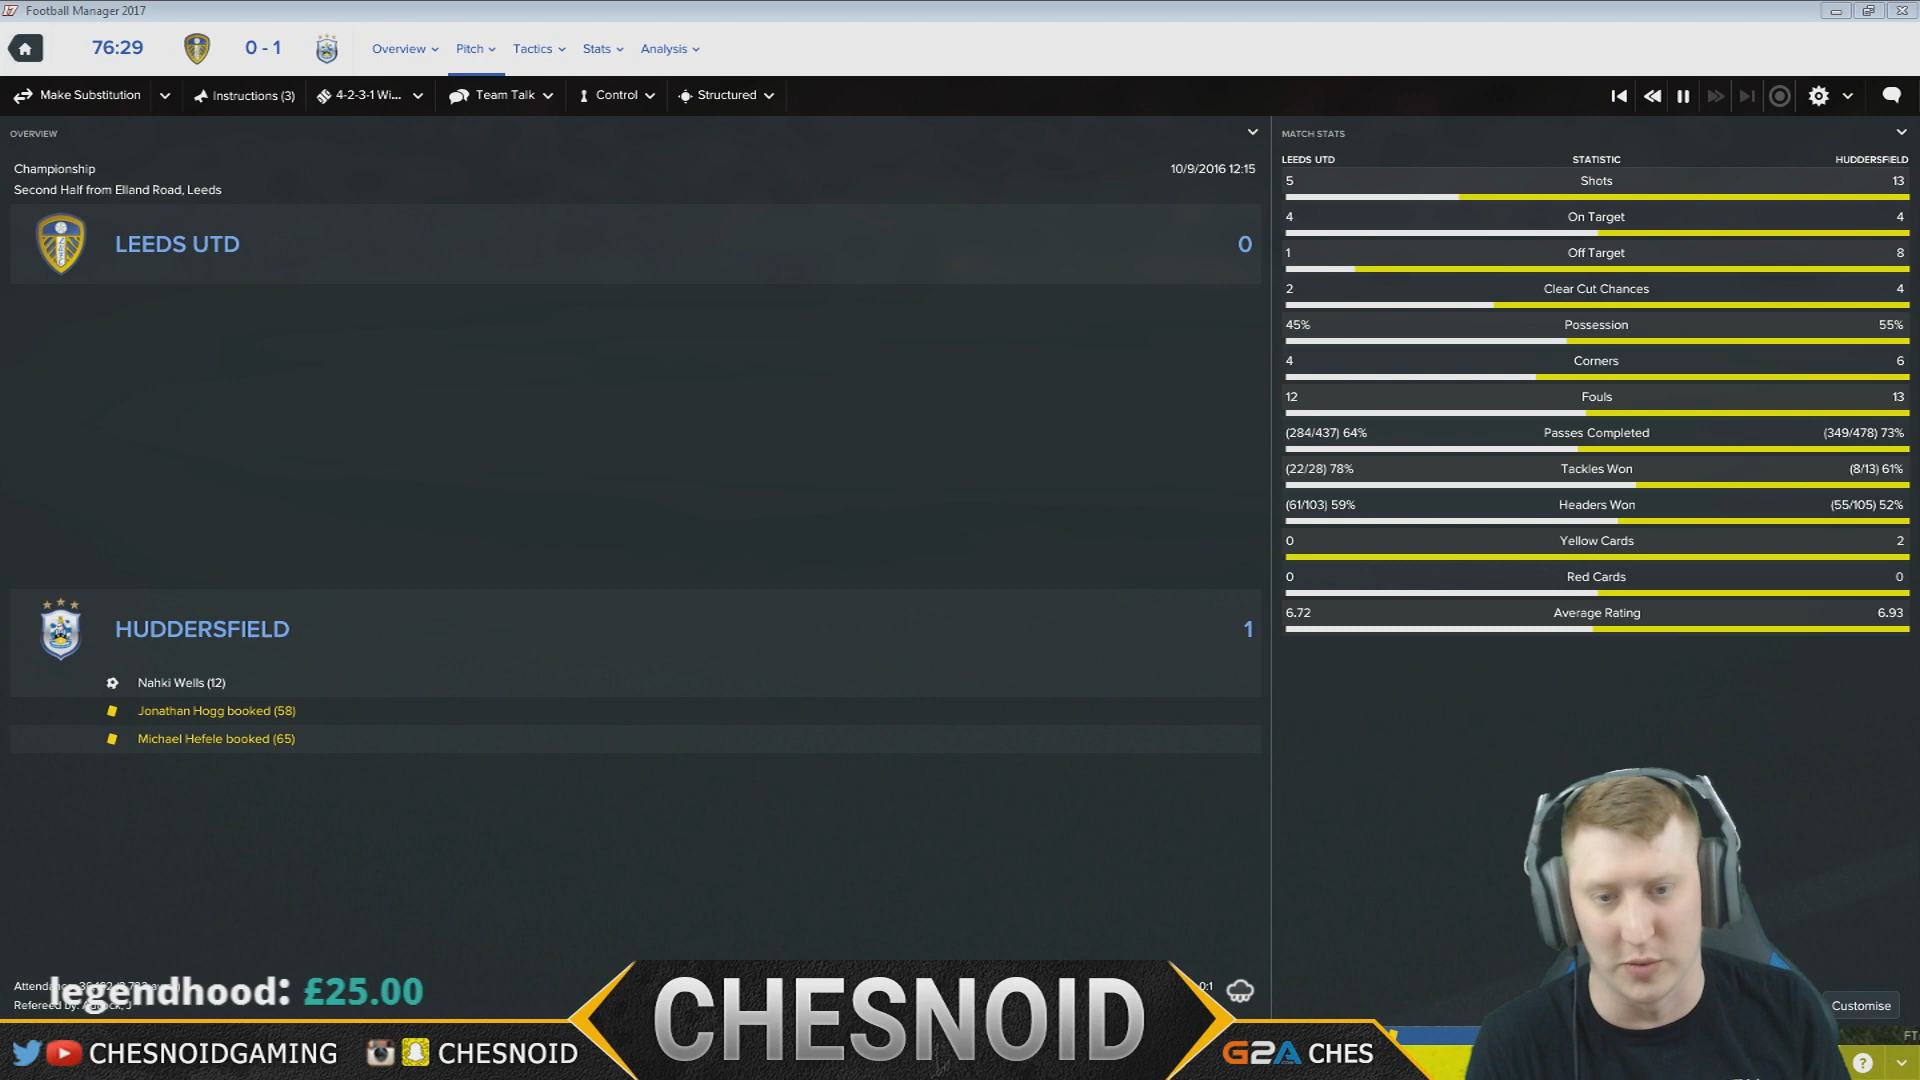 Football Manager 2017
76:29 0 - 1 Overview Pitch Tactics Stats Analysis
Make Substitution Instructions (3) 4-2-3-1 Wi... Team Talk Control Structured
OVERVIEW
Championship 10/9/2016 12:15
Second Half from Elland Road, Leeds
LEEDS UTD 0
HUDDERSFIELD 1
Nahki Wells (12)
Jonathan Hogg booked (58)
Michael Hefele booked (65)
MATCH STATS
LEEDS UTD STATISTIC HUDDERSFIELD
5 Shots 13
4 On Target 4
1 Off Target 8
2 Clear Cut Chances 4
45% Possession 55%
4 Corners 6
12 Fouls 13
(284/437) 64% Passes Completed (349/478) 73%
(22/28) 78% Tackles Won (8/13) 61%
(61/103) 59% Headers Won (55/105) 52%
0 Yellow Cards 2
0 Red Cards 0
6.72 Average Rating 6.93
legendhood: £25.00
Refereed by:
Customise
CHESNOIDGAMING CHESNOID
CHESNOID
G2A CHES
FT